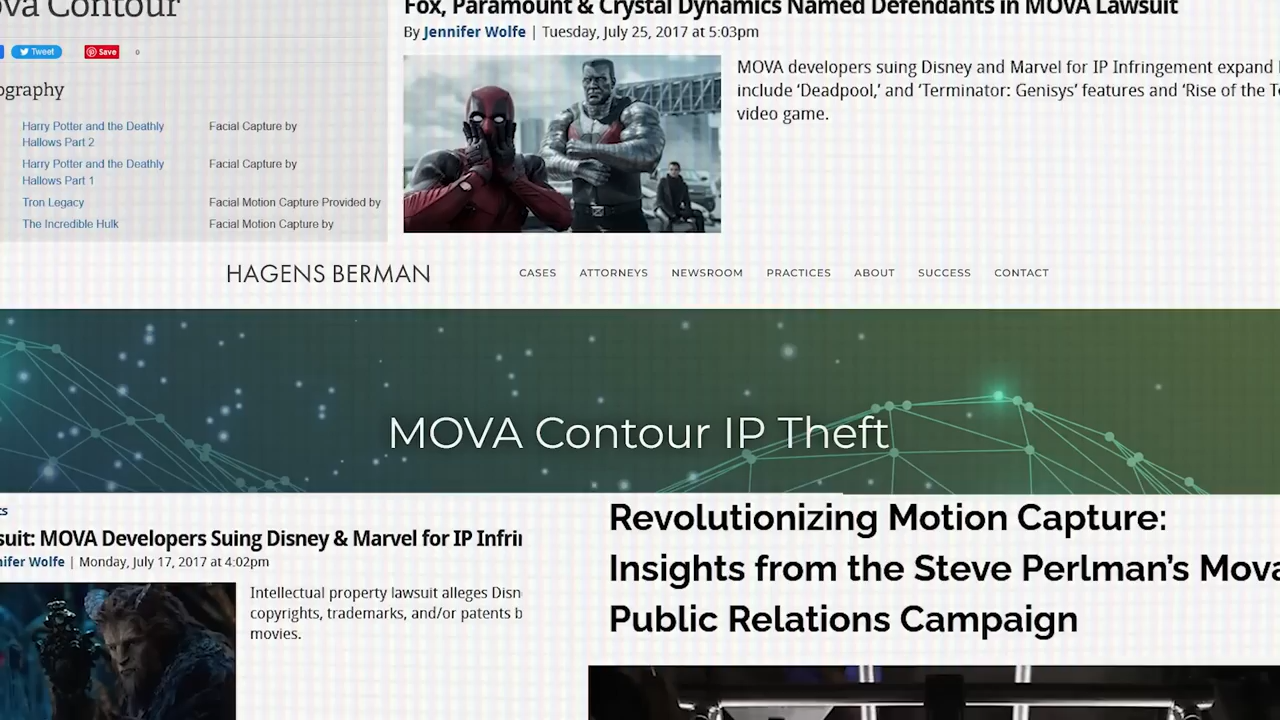 ova Contour
Tweet
Save
0
ography
Harry Potter and the Deathly
Hallows Part 2
Facial Capture by
Harry Potter and the Deathly
Hallows Part 1
Facial Capture by
Tron Legacy
Facial Motion Capture Provided by
The Incredible Hulk
Facial Motion Capture by
Fox, Paramount & Crystal Dynamics Named Defendants in MOVA Lawsuit
By Jennifer Wolfe | Tuesday, July 25, 2017 at 5:03pm
MOVA developers suing Disney and Marvel for IP Infringement expand
include ‘Deadpool,’ and ‘Terminator: Genisys’ features and ‘Rise of the
video game.
HAGENS BERMAN
CASES ATTORNEYS NEWSROOM PRACTICES ABOUT SUCCESS CONTACT
MOVA Contour IP Theft
ts
suit: MOVA Developers Suing Disney & Marvel for IP Infrin
nifer Wolfe | Monday, July 17, 2017 at 4:02pm
Intellectual property lawsuit alleges Disn
copyrights, trademarks, and/or patents b
movies.
Revolutionizing Motion Capture:
Insights from the Steve Perlman’s Mova
Public Relations Campaign